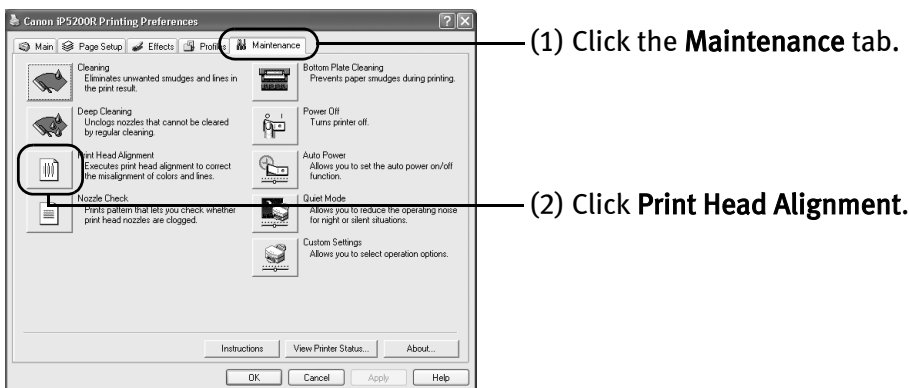 Canon iP5200R Printing Preferences
Main Page Setup Effects Profiles Maintenance
(1) Click the Maintenance tab.
Cleaning
Eliminates unwanted smudges and lines in
the print result.
Bottom Plate Cleaning
Prevents paper smudges during printing.
Deep Cleaning
Unclogs nozzles that cannot be cleared
by regular cleaning.
Power Off
Turns printer off.
Print Head Alignment
Executes print head alignment to correct
the misalignment of colors and lines.
Auto Power
Allows you to set the auto power on/off
function.
Nozzle Check
Prints pattern that lets you check whether
print head nozzles are clogged.
Quiet Mode
Allows you to reduce the operating noise
for night or silent situations.
(2) Click Print Head Alignment.
Custom Settings
Allows you to select operation options.
Instructions View Printer Status... About...
OK Cancel Apply Help